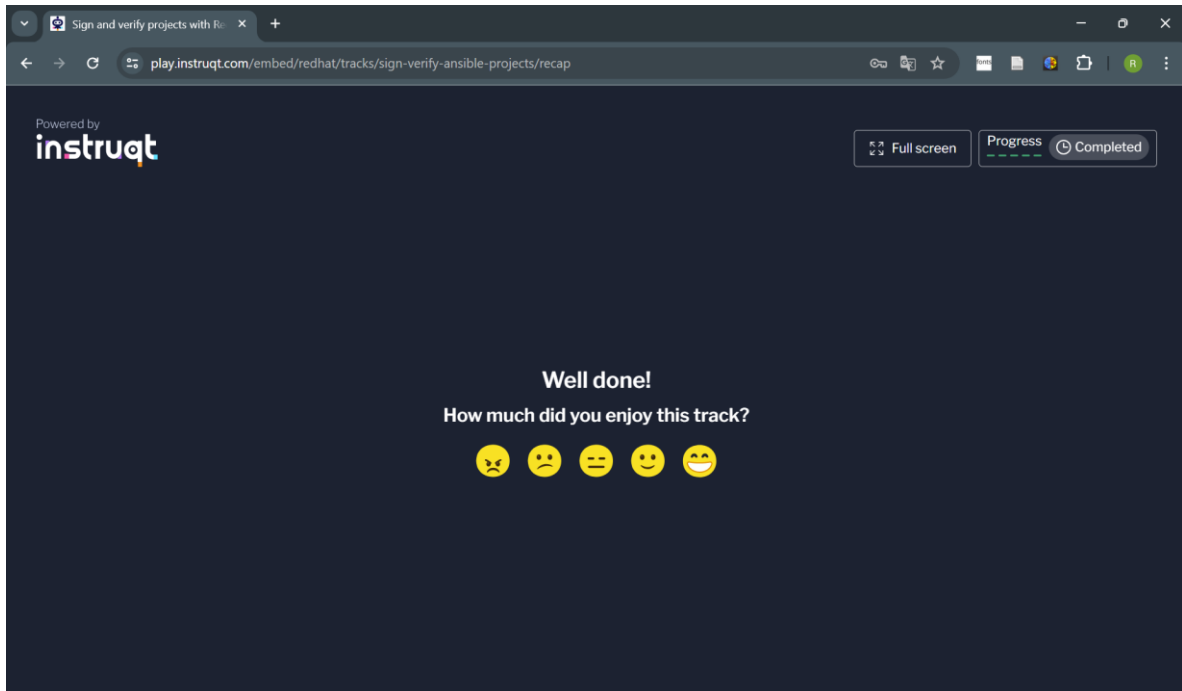 Sign and verify projects with Re
play.instruqt.com/embed/redhat/tracks/sign-verify-ansible-projects/recap
fonts
R
Powered by
instruqt
Full screen
Progress
Completed
Well done!
How much did you enjoy this track?